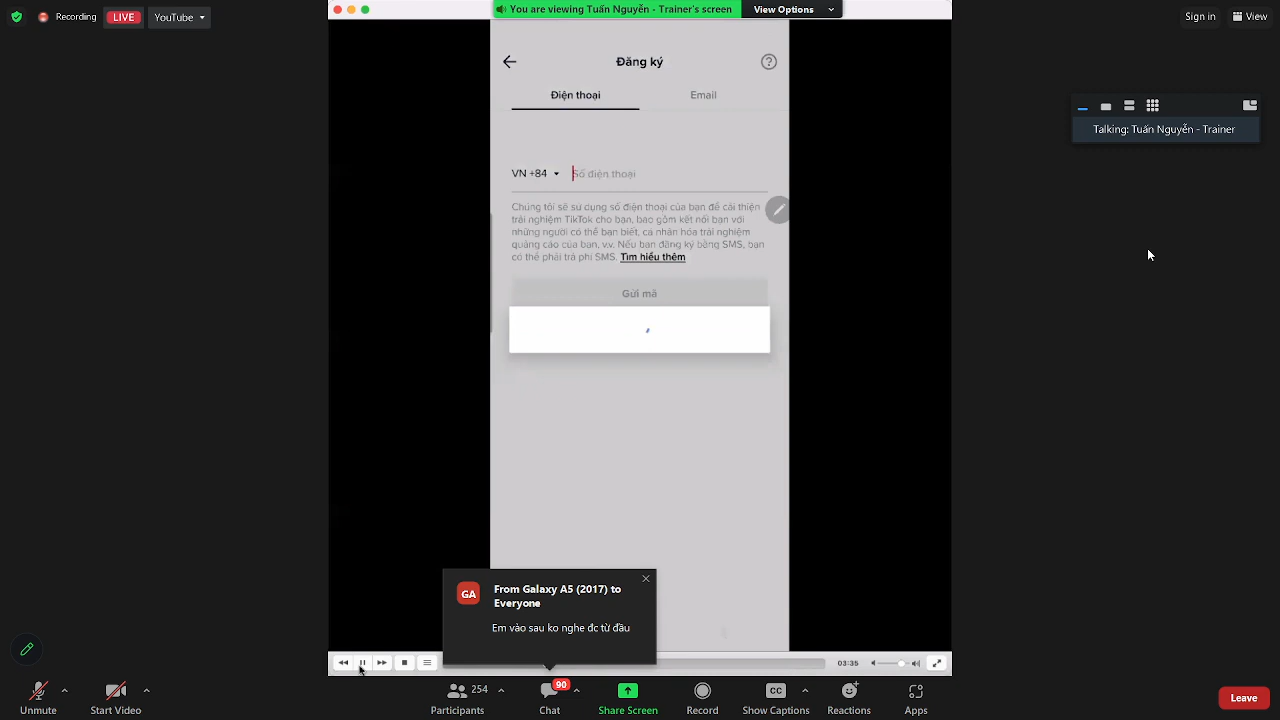 Recording
LIVE
YouTube
You are viewing Tuấn Nguyễn - Trainer's screen
View Options
Sign in
View
Talking: Tuấn Nguyễn - Trainer
Đăng ký
Điện thoại
Email
VN +84
Số điện thoại
Chúng tôi sẽ sử dụng số điện thoại của bạn để cải thiện
trải nghiệm TikTok cho bạn, bao gồm kết nối bạn với
những người có thể bạn biết, cá nhân hóa trải nghiệm
quảng cáo của bạn, v.v. Nếu bạn đăng ký bằng SMS, bạn
có thể phải trả phí SMS. Tìm hiểu thêm
Gửi mã
GA
From Galaxy A5 (2017) to
Everyone
Em vào sau ko nghe đc từ đầu
03:35
Unmute
Start Video
254
Participants
90
Chat
Share Screen
Record
CC
Show Captions
Reactions
Apps
Leave